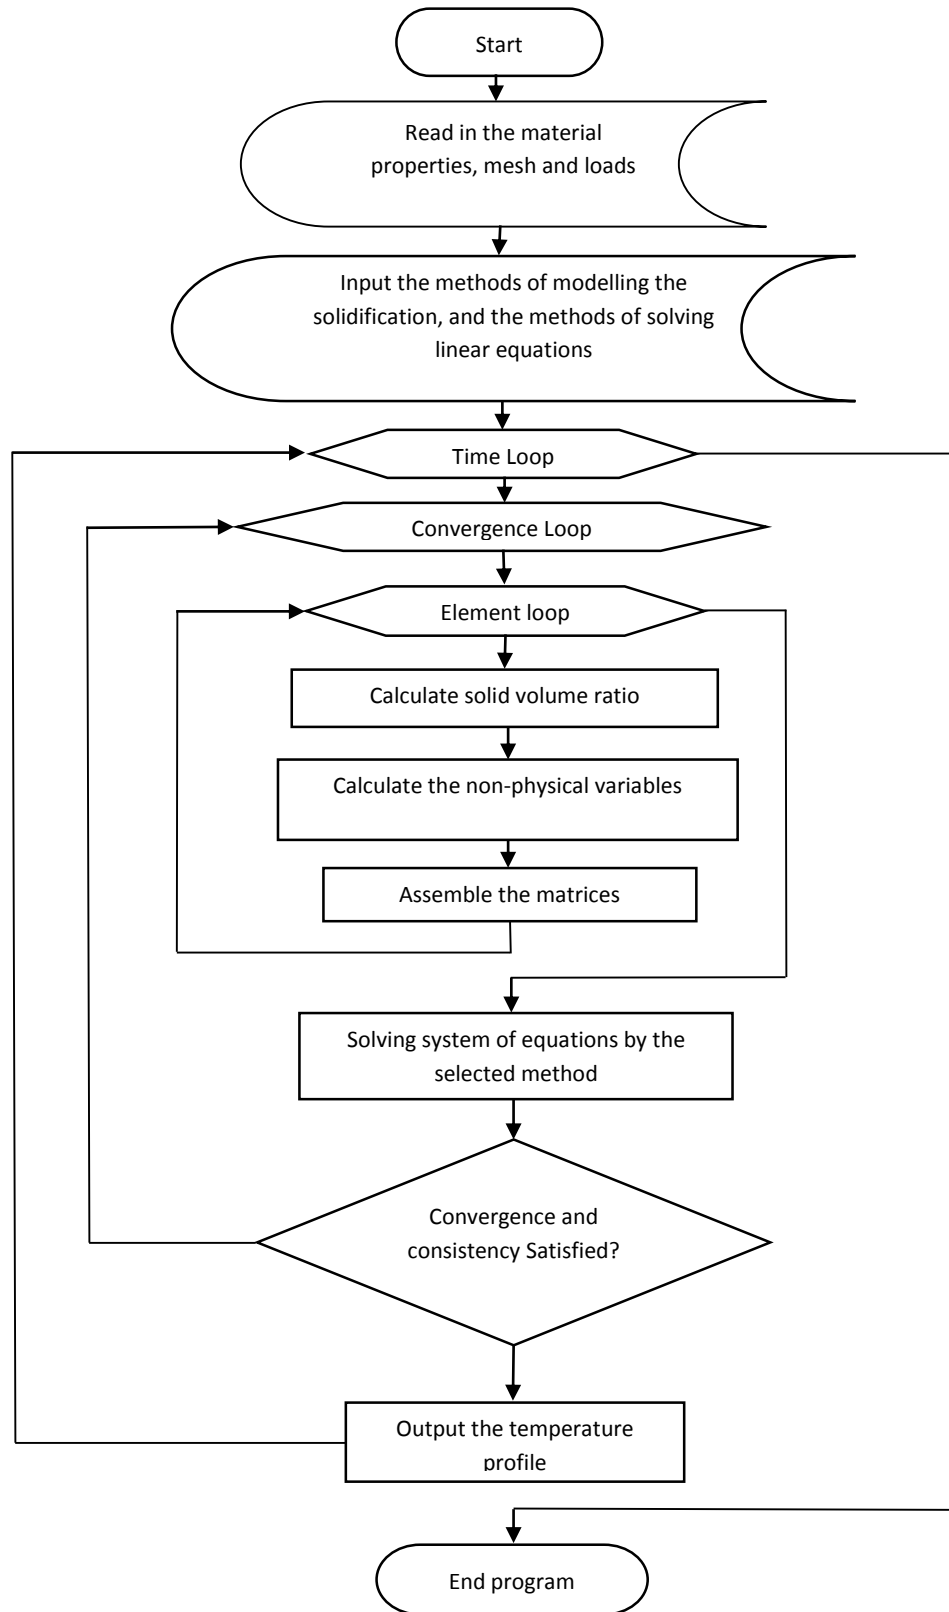 Start
Read in the material
properties, mesh and loads
Input the methods of modelling the
solidification, and the methods of solving
linear equations
Time Loop
Convergence Loop
Element loop
Calculate solid volume ratio
Calculate the non-physical variables
Assemble the matrices
Solving system of equations by the
selected method
Convergence and
consistency Satisfied?
Output the temperature
profile
End program